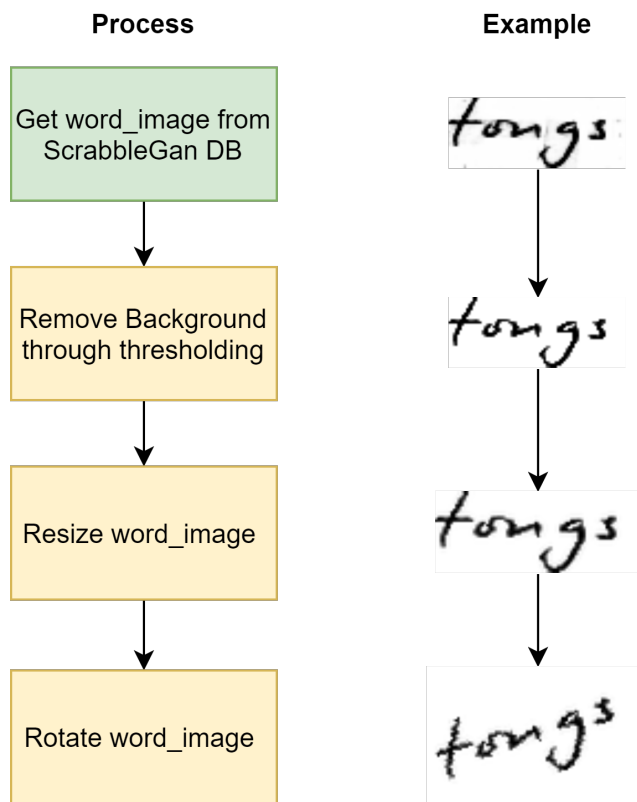 Process
Example
Get word_image from
ScrabbleGan DB
tongs
Remove Background
through thresholding
tongs
Resize word_image
tongs
Rotate word_image
tongs